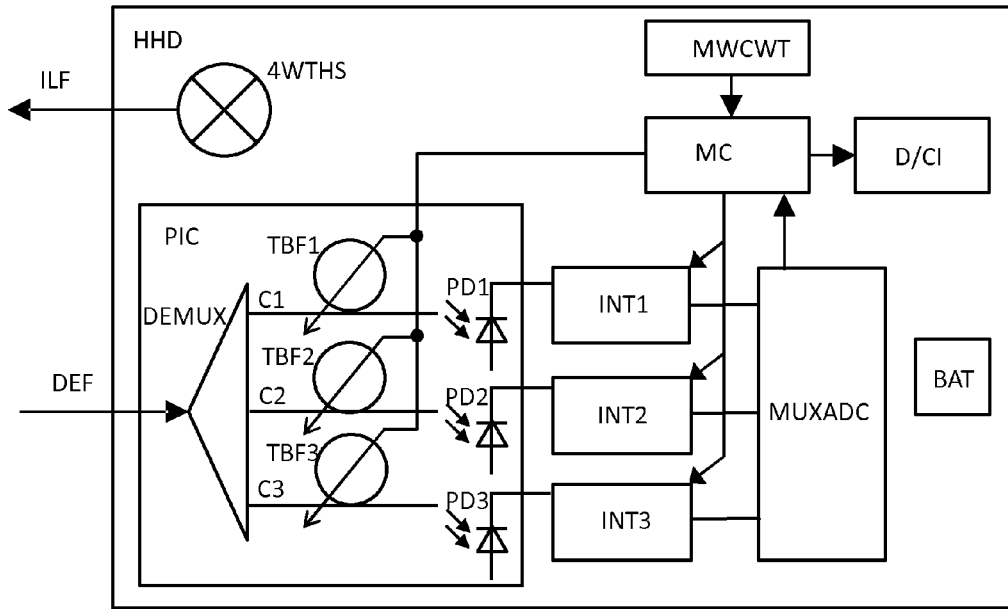 HHD
MWCWT
ILF
4WTHS
MC
D/CI
PIC
TBF1
PD1
C1
INT1
DEMUX
TBF2
DEF
C2
PD2
INT2
MUXADC
BAT
TBF3
C3
PD3
INT3